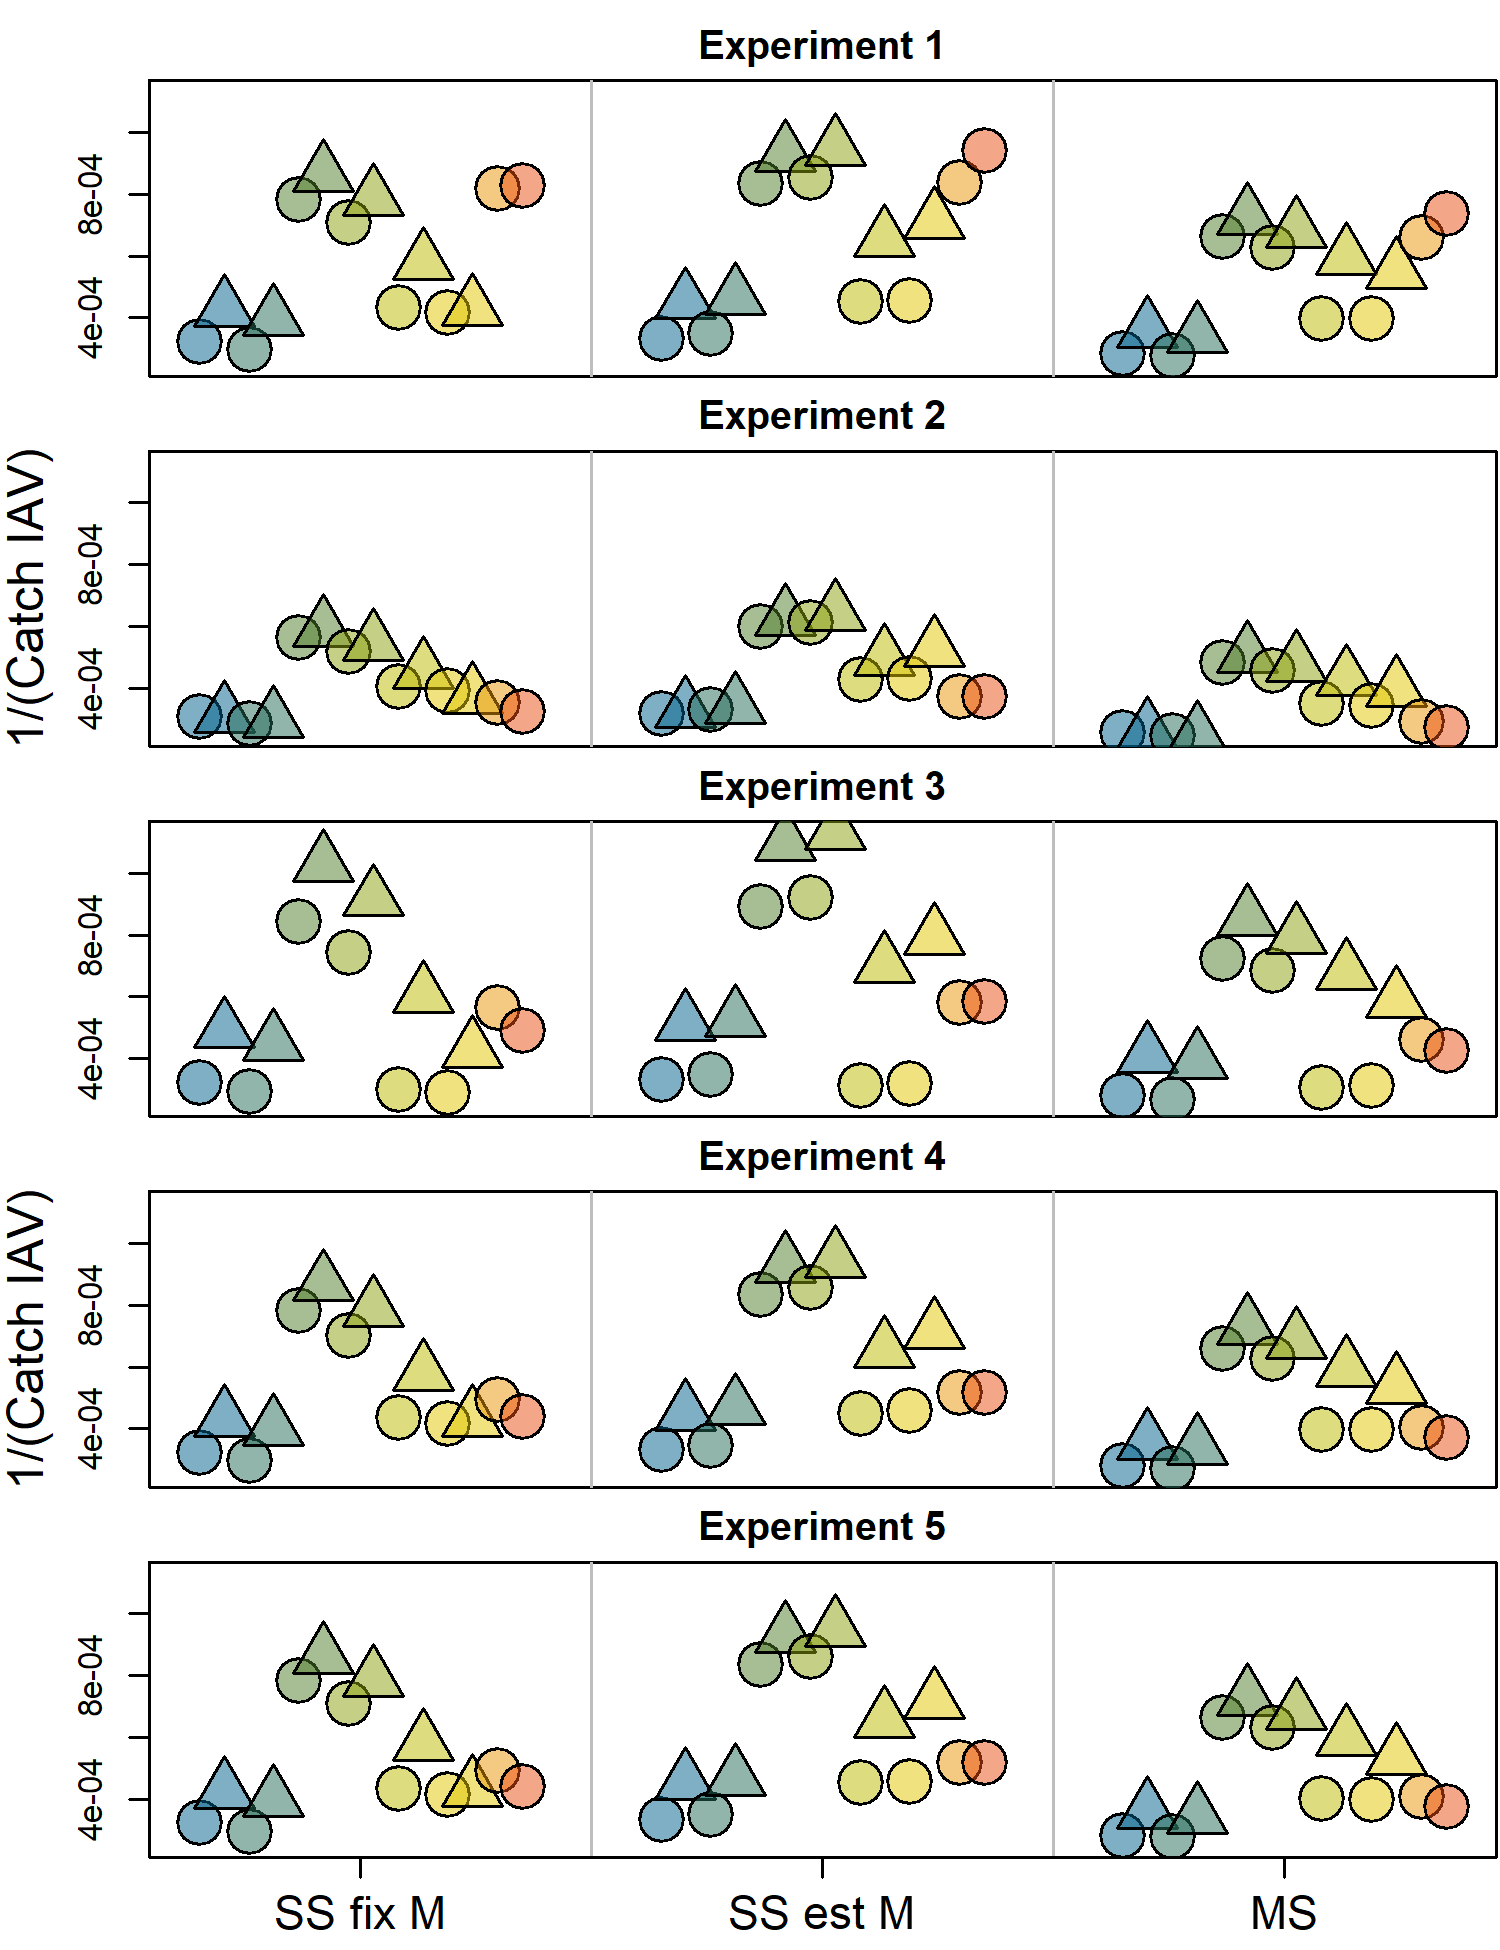 Experiment 1
8e-04
4e-04
Experiment 2
1/(Catch IAV)
8e-04
4e-04
Experiment 3
8e-04
4e-04
Experiment 4
1/(Catch IAV)
8e-04
4e-04
Experiment 5
8e-04
4e-04
SS fix M
SS est M
MS